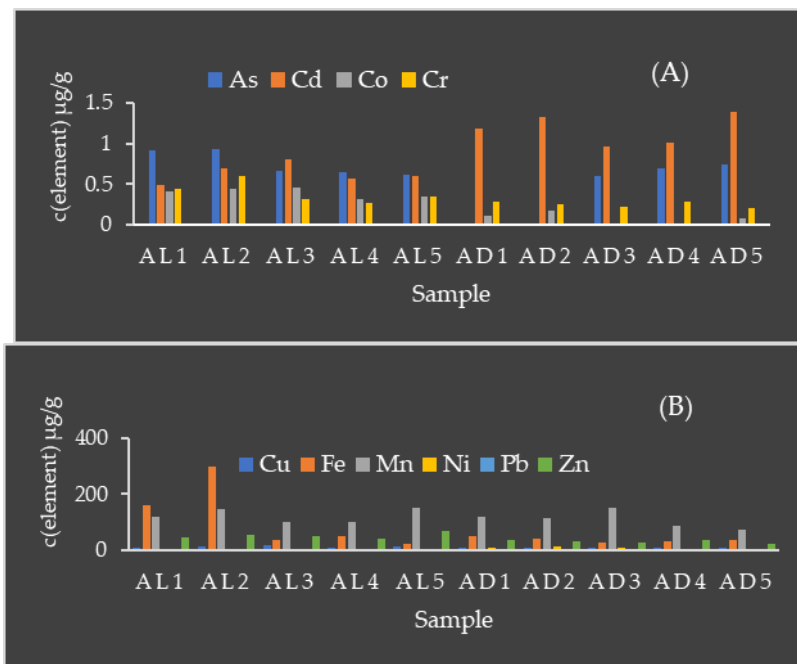 (A)
As Cd Co Cr
c(element) µg/g
1.5
1
0.5
0
AL1 AL2 AL3 AL4 AL5 AD1 AD2 AD3 AD4 AD5
Sample
(B)
c(element) µg/g
400
Cu Fe Mn Ni Pb Zn
200
0
AL1 AL2 AL3 AL4 AL5 AD1 AD2 AD3 AD4 AD5
Sample